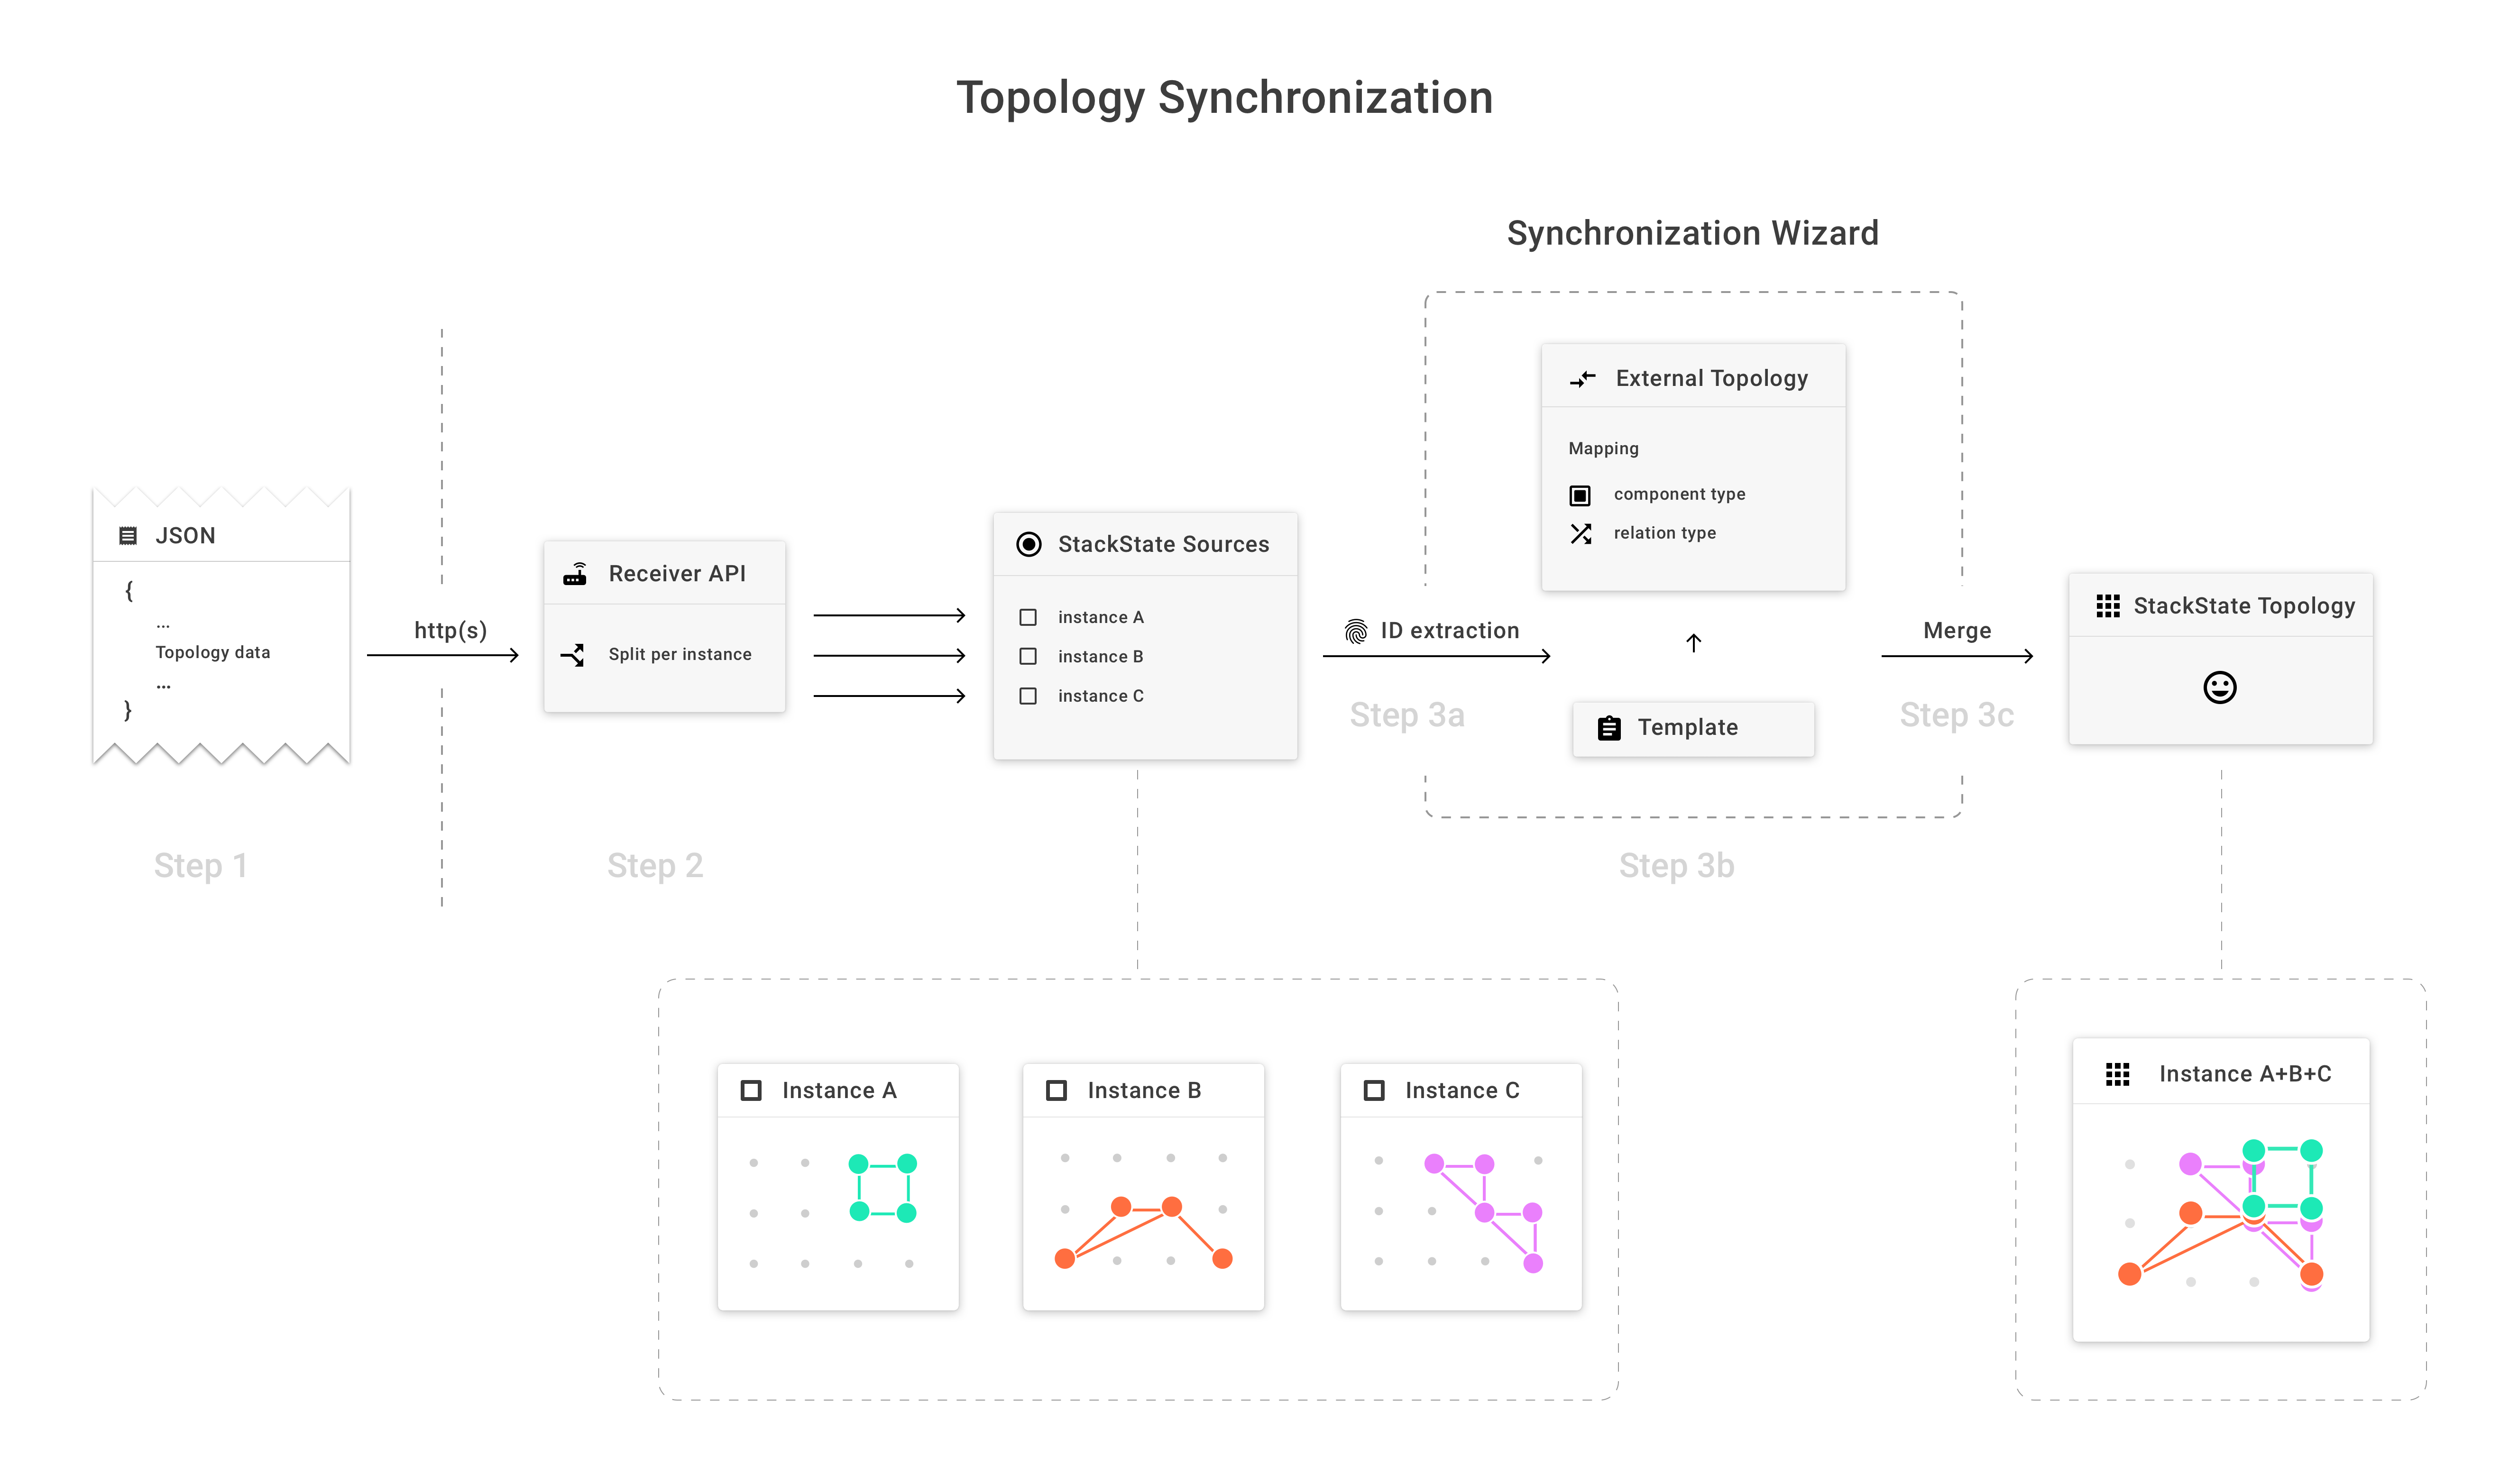 Topology Synchronization
Synchronization Wizard
JSON
{
...
Topology data
...
}
Step 1
http(s)
Receiver API
Split per instance
Step 2
StackState Sources
instance A
instance B
instance C
ID extraction
Step 3a
External Topology
Mapping
component type
relation type
Template
Step 3b
Merge
Step 3c
StackState Topology
Instance A
Instance B
Instance C
Instance A+B+C